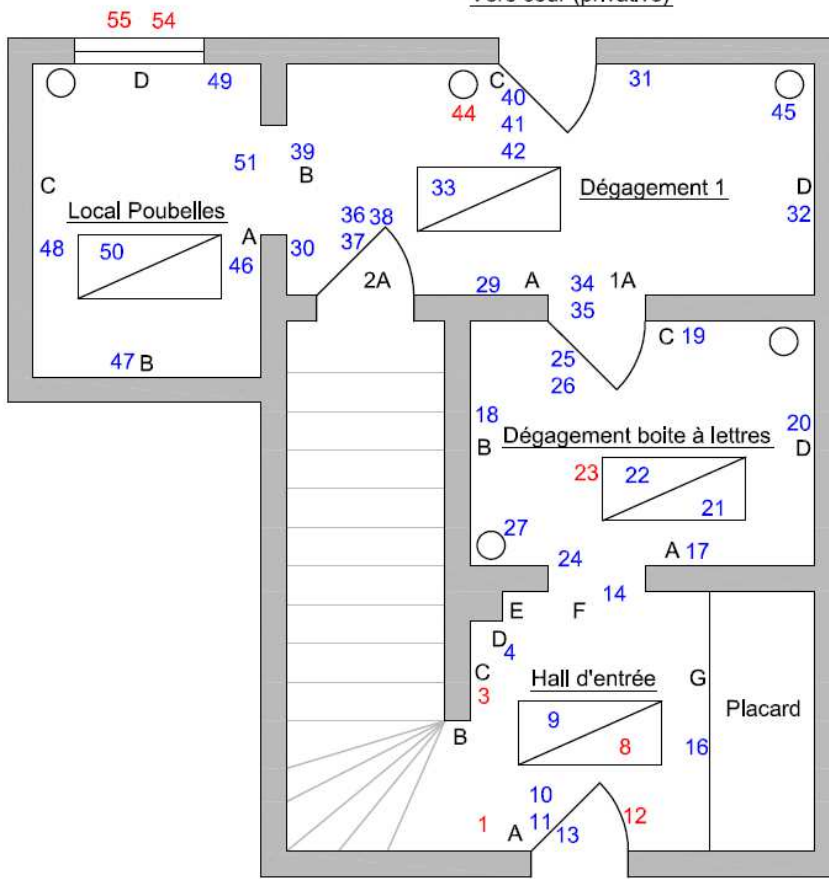 Vers cour (privative)
55 54
D 49
C 40
41
42
31
44
45
51 39
B
C
33
Dégagement 1
D
32
Local Poubelles
48
50
A
46
36 38
37
30
2A
29 A 34 1A
35
47 B
25
26
C 19
18
B
Dégagement boite à lettres
20
D
23 22
21
27
24
A 17
14
E F
D
4
C
3
Hall d'entrée
G
Placard
9
8
B
16
10
11
13
12
1
A